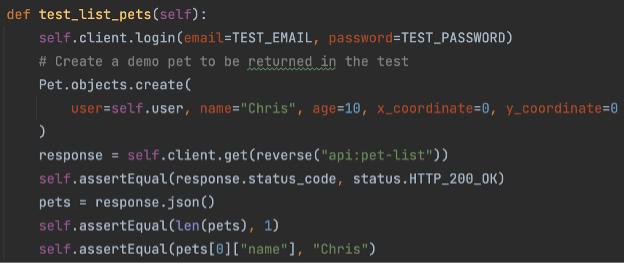 def test_list_pets(self):
    self.client.login(email=TEST_EMAIL, password=TEST_PASSWORD)
    # Create a demo pet to be returned in the test
    Pet.objects.create(
        user=self.user, name="Chris", age=10, x_coordinate=0, y_coordinate=0
    )
    response = self.client.get(reverse("api:pet-list"))
    self.assertEqual(response.status_code, status.HTTP_200_OK)
    pets = response.json()
    self.assertEqual(len(pets), 1)
    self.assertEqual(pets[0]["name"], "Chris")